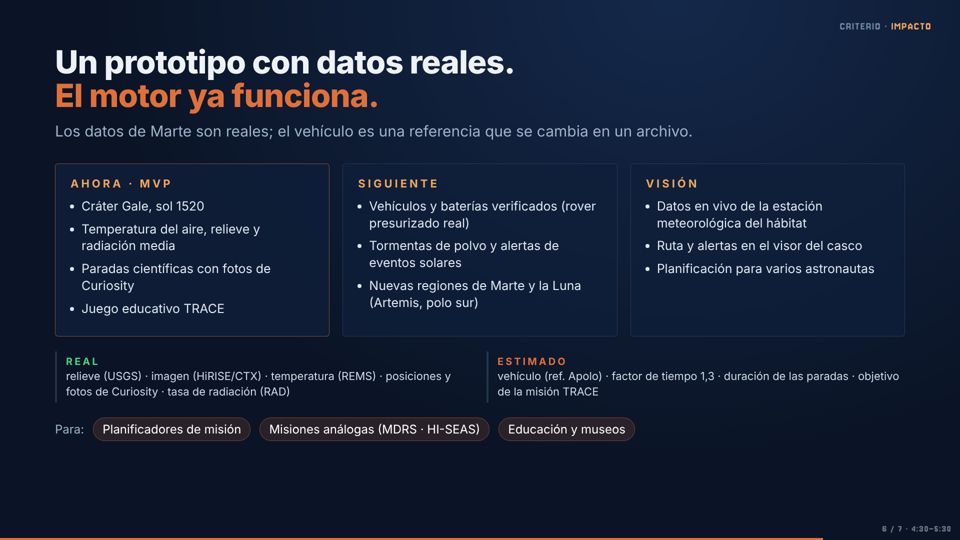 CRITERIO · IMPACTO
Un prototipo con datos reales.
El motor ya funciona.
Los datos de Marte son reales; el vehículo es una referencia que se cambia en un archivo.
AHORA · MVP
• Cráter Gale, sol 1520
• Temperatura del aire, relieve y
radiación media
• Paradas científicas con fotos de
Curiosity
• Juego educativo TRACE
SIGUIENTE
• Vehículos y baterías verificados (rover
presurizado real)
• Tormentas de polvo y alertas de
eventos solares
• Nuevas regiones de Marte y la Luna
(Artemis, polo sur)
VISIÓN
• Datos en vivo de la estación
meteorológica del hábitat
• Ruta y alertas en el visor del casco
• Planificación para varios astronautas
REAL
relieve (USGS) · imagen (HiRISE/CTX) · temperatura (REMS) · posiciones y
fotos de Curiosity · tasa de radiación (RAD)
ESTIMADO
vehículo (ref. Apolo) · factor de tiempo 1,3 · duración de las paradas · objetivo
de la misión TRACE
Para: Planificadores de misión Misiones análogas (MDRS · HI-SEAS) Educación y museos
6 / 7 · 4:30–5:30